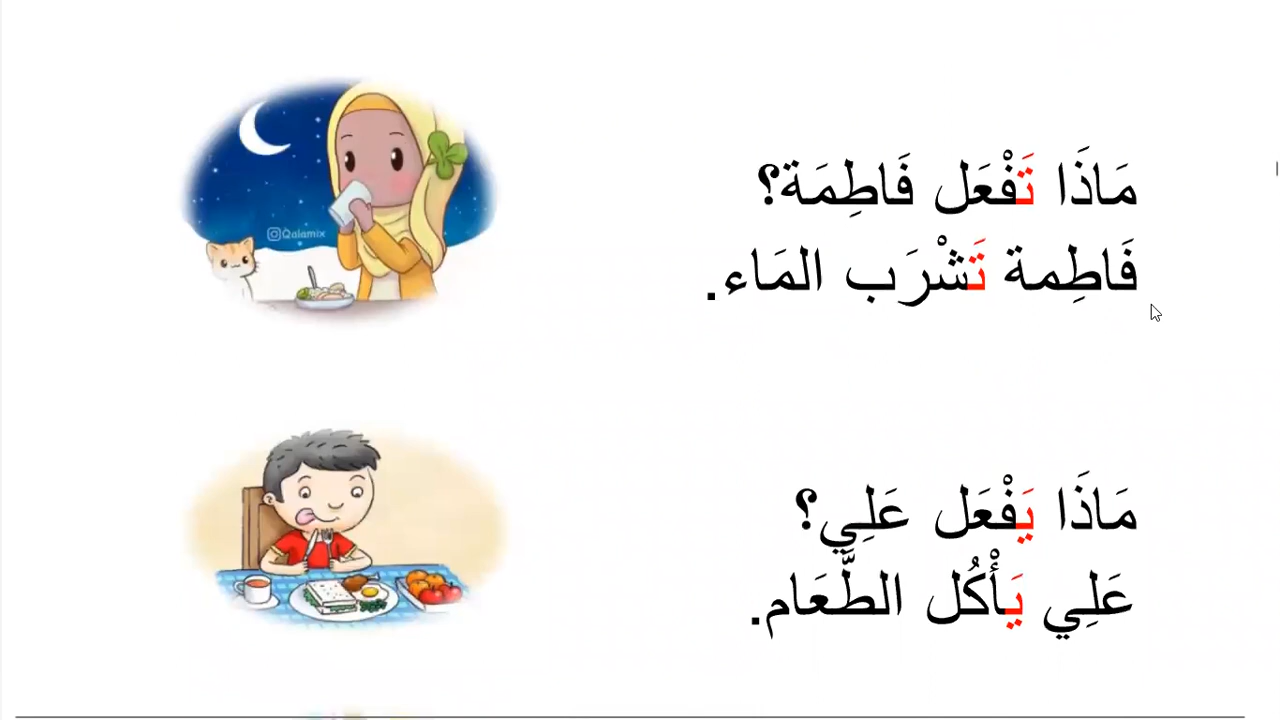 مَاذَا تَفْعَل فَاطِمَة؟
فَاطِمة تَشْرَب المَاء.
Qalamix
مَاذَا يَفْعَل عَلِي؟
عَلِي يَأْكُل الطَّعَام.